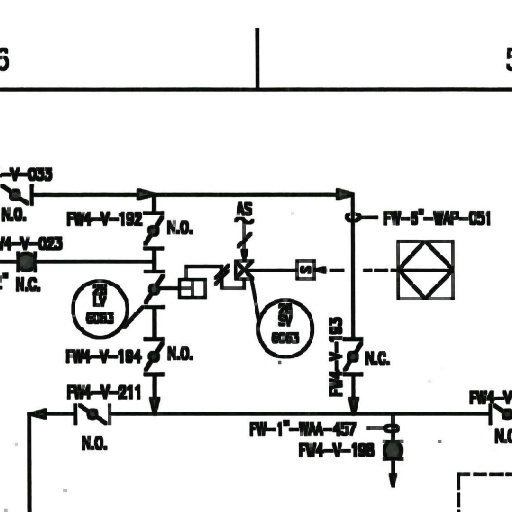 6
5
-V-033
N.O.
FW4-V-192
N.O.
AS
FW-5"-WAP-051
V4-V-023
N.C.
LV
SV
S
FW4-V-194
N.O.
FW4-V-193
N.C.
FW4-V-211
N.O.
FW-1"-WAA-457
FW4-V-198
FW4-V
N.O